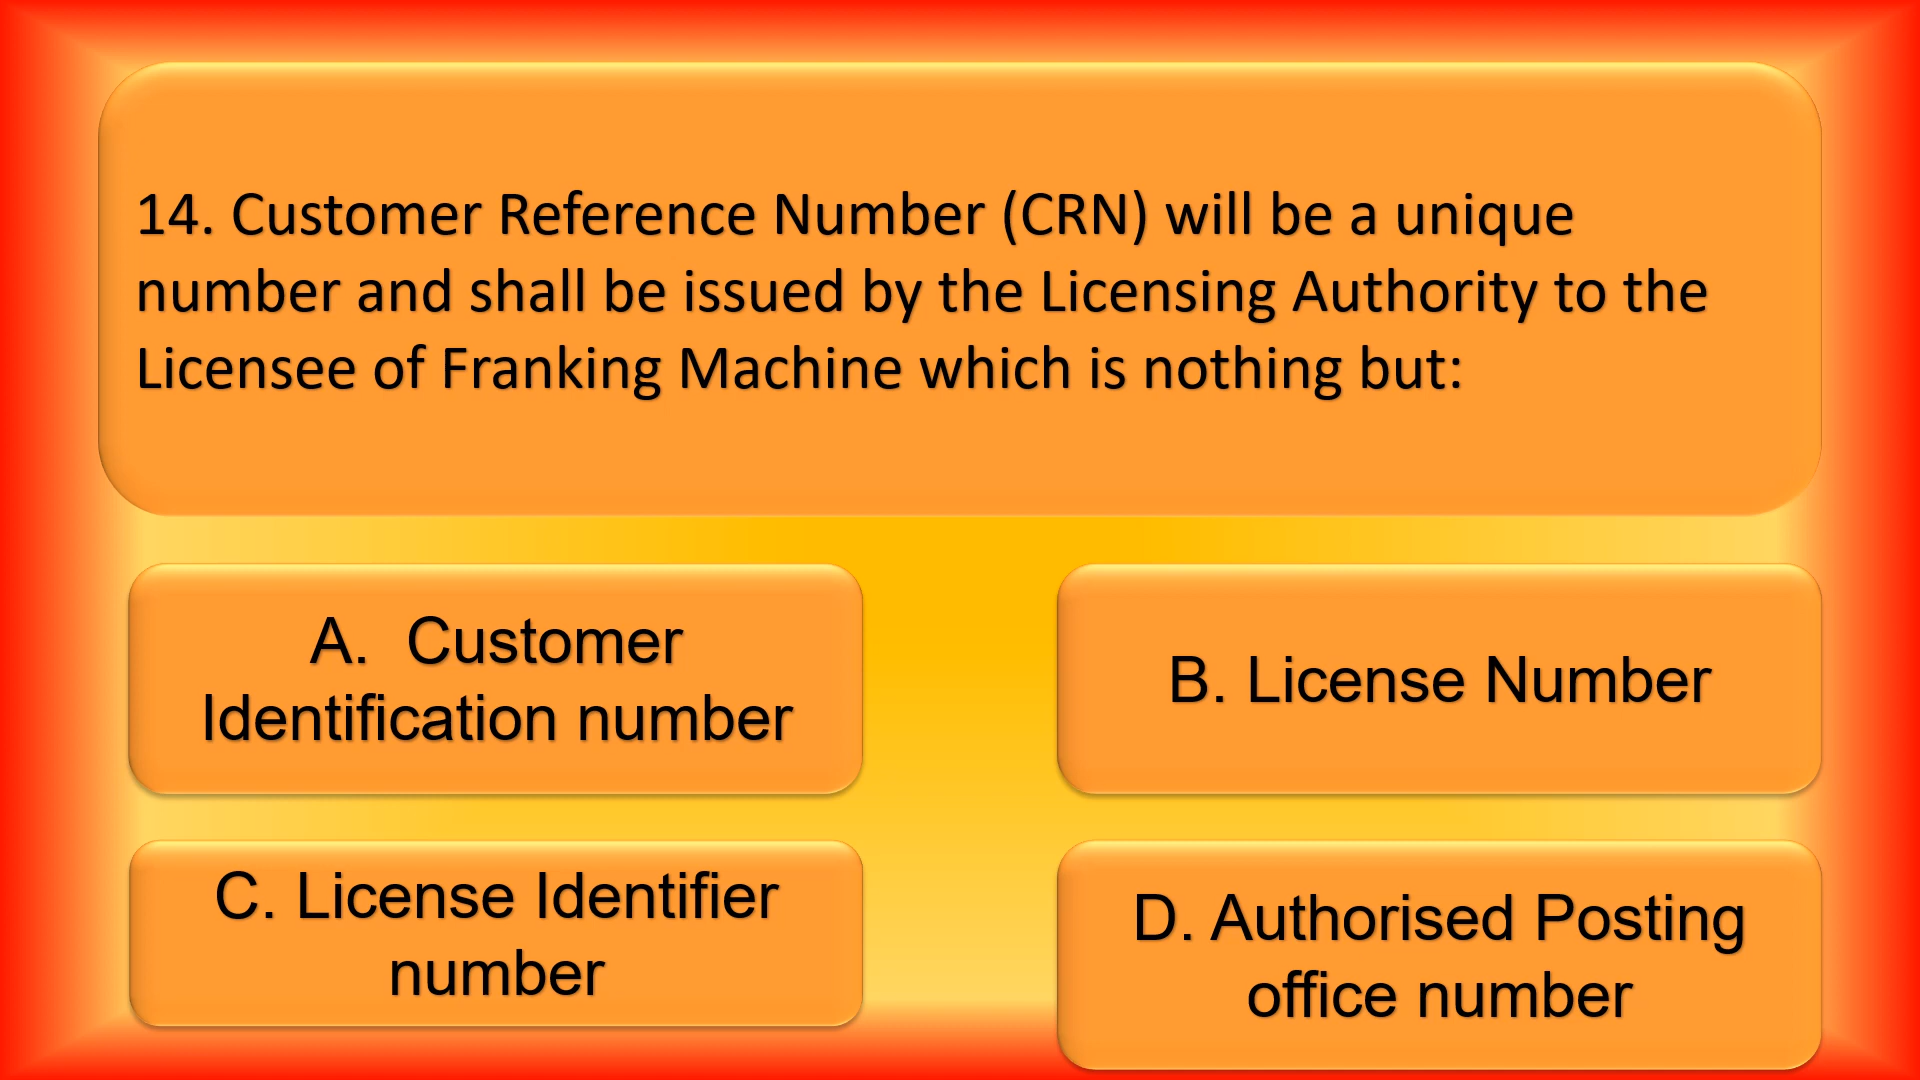 14. Customer Reference Number (CRN) will be a unique
number and shall be issued by the Licensing Authority to the
Licensee of Franking Machine which is nothing but:
A. Customer
Identification number
B. License Number
C. License Identifier
number
D. Authorised Posting
office number